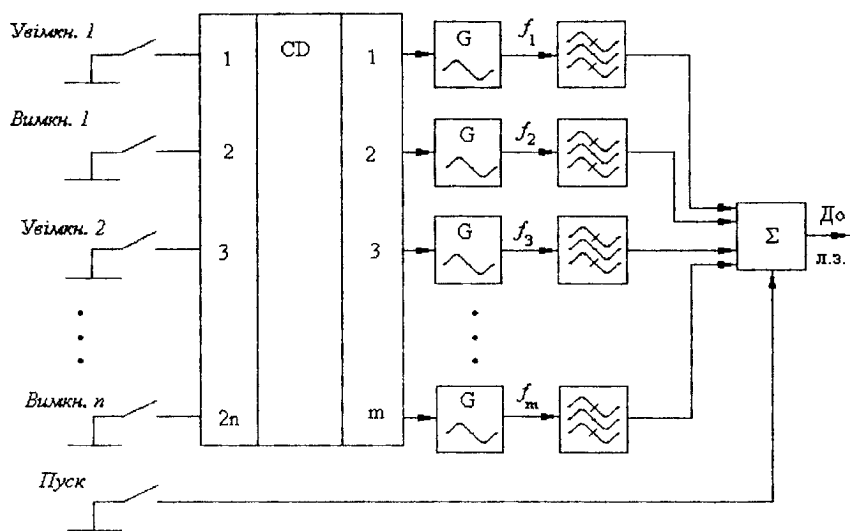 Увімкн. 1
1 CD 1 G f1
Вимкн. 1
2 2 G f2
Увімкн. 2
3 3 G f3
Σ До
л.з.
Вимкн. n
2n m G fm
Пуск